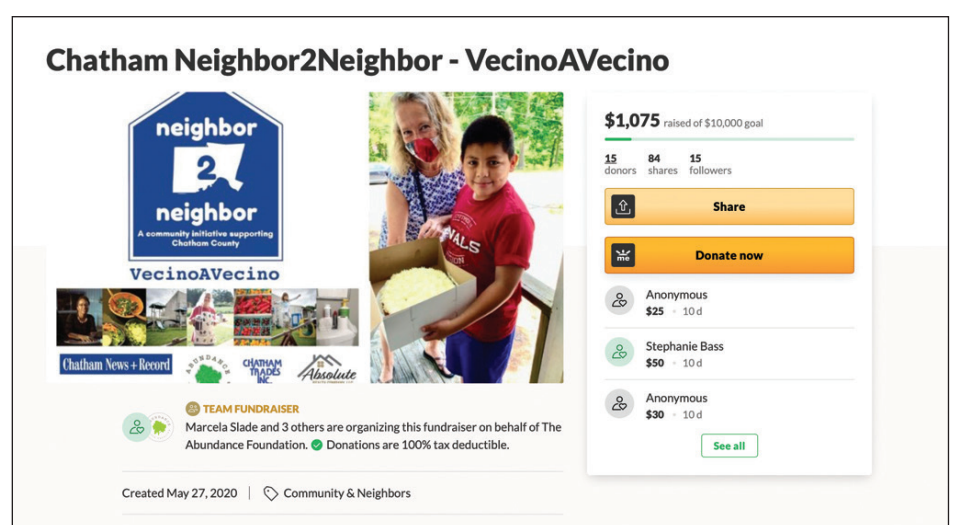 Chatham Neighbor2Neighbor - VecinoAVecino
neighbor
2
neighbor
A community initiative supporting
Chatham County
VecinoAVecino
Chatham News + Record
ABUNDANCE
CHATHAM
TRADES
INC.
Absolute
TEAM FUNDRAISER
Marcela Slade and 3 others are organizing this fundraiser on behalf of The
Abundance Foundation. Donations are 100% tax deductible.
Created May 27, 2020 | Community & Neighbors
$1,075 raised of $10,000 goal
15 84 15
donors shares followers
Share
me Donate now
Anonymous
$25 · 10 d
Stephanie Bass
$50 · 10 d
Anonymous
$30 · 10 d
See all